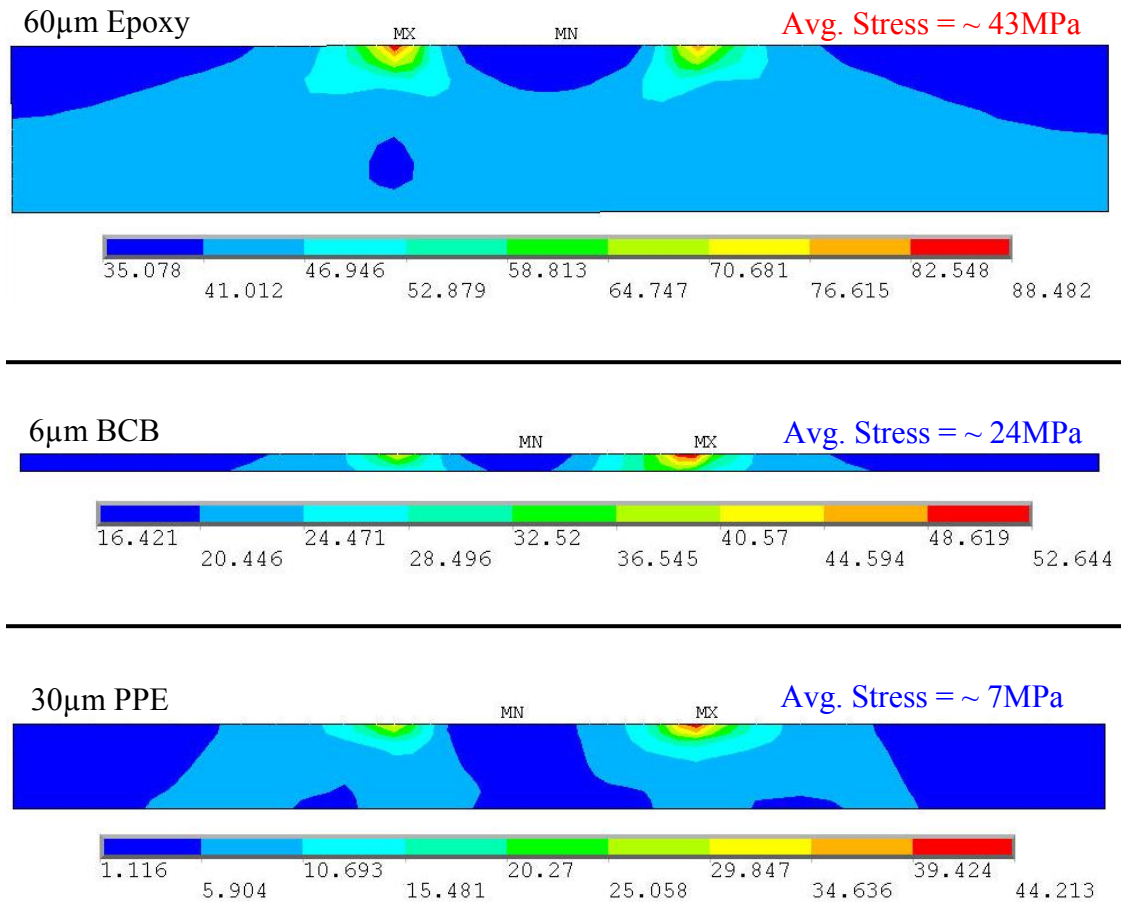 60µm Epoxy Avg. Stress = ~ 43MPa
MX MN
35.078 46.946 58.813 70.681 82.548
41.012 52.879 64.747 76.615 88.482
6µm BCB Avg. Stress = ~ 24MPa
MN MX
16.421 24.471 32.52 40.57 48.619
20.446 28.496 36.545 44.594 52.644
30µm PPE Avg. Stress = ~ 7MPa
MN MX
1.116 10.693 20.27 29.847 39.424
5.904 15.481 25.058 34.636 44.213